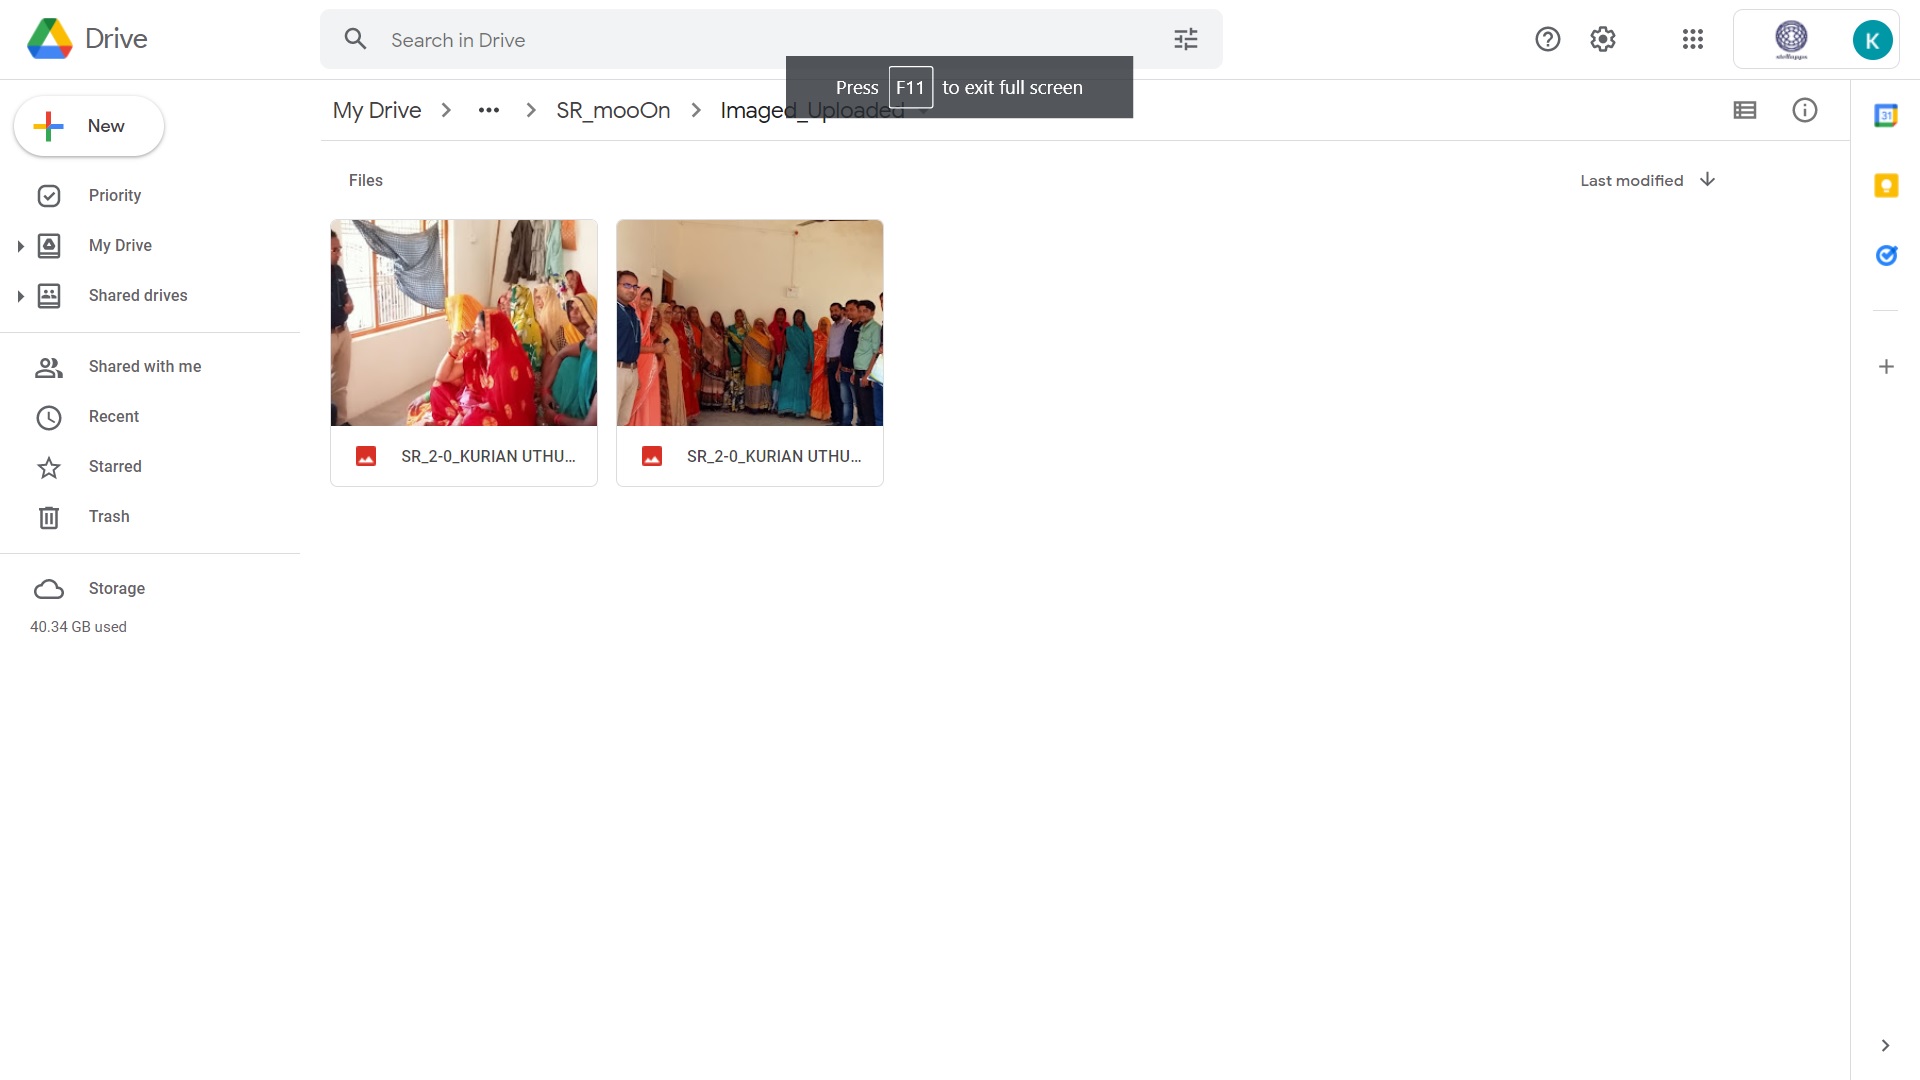 Drive
Search in Drive
K
Press F11 to exit full screen
My Drive
SR_mooOn
Imaged_Uploaded
New
Files
Last modified
Priority
My Drive
Shared drives
Shared with me
Recent
Starred
Trash
Storage
40.34 GB used
SR_2-0_KURIAN UTHU...
SR_2-0_KURIAN UTHU...
31